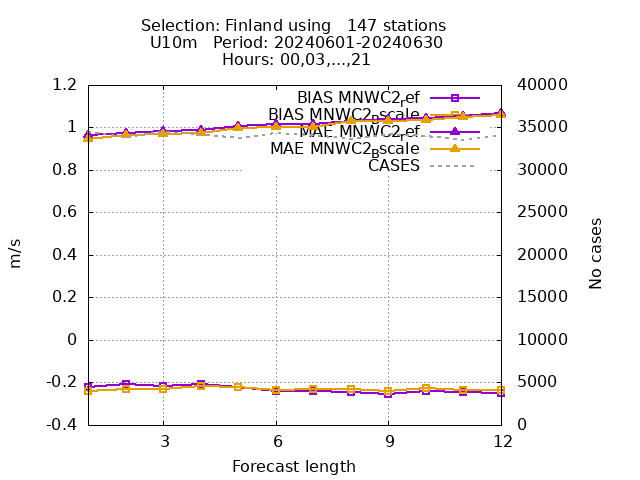 Selection: Finland using   147 stations
U10m   Period: 20240601-20240630
Hours: 00,03,...,21
1.2
1
0.8
0.6
0.4
0.2
0
-0.2
-0.4
m/s
40000
35000
30000
25000
20000
15000
10000
5000
0
No cases
BIAS MNWC2_ref
BIAS MNWC2_Bscale
MAE MNWC2_ref
MAE MNWC2_Bscale
CASES
3
6
9
12
Forecast length